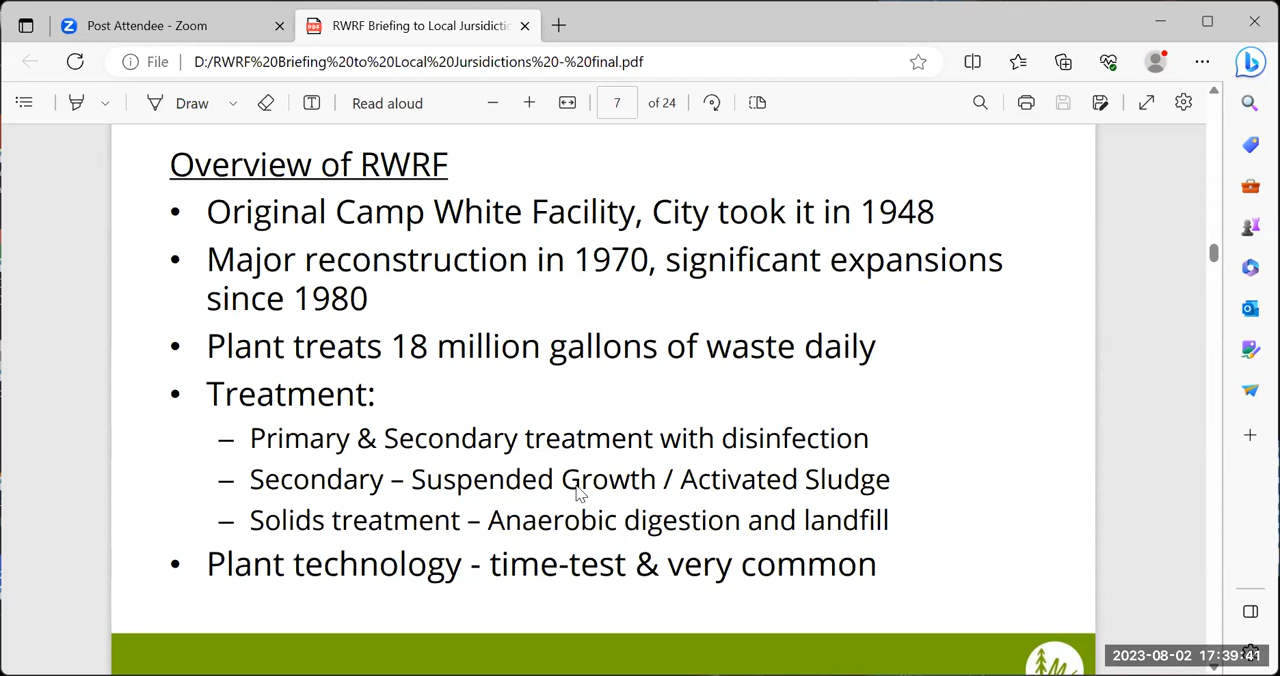 Post Attendee - Zoom
RWRF Briefing to Local Jursidicti
File
D:/RWRF%20Briefing%20to%20Local%20Jursidictions%20-%20final.pdf
Draw
Read aloud
7
of 24
Overview of RWRF
• Original Camp White Facility, City took it in 1948
• Major reconstruction in 1970, significant expansions
since 1980
• Plant treats 18 million gallons of waste daily
• Treatment:
– Primary & Secondary treatment with disinfection
– Secondary – Suspended Growth / Activated Sludge
– Solids treatment – Anaerobic digestion and landfill
• Plant technology - time-test & very common
2023-08-02 17:39:41